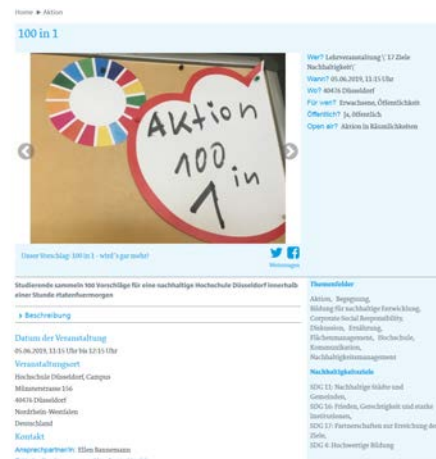 Home ▶ Aktion
100 in 1
Aktion
100
in
1
Unser Vorschlag: 100 in 1 - wird's gar mehr?
Weitersagen
Studierende sammeln 100 Vorschläge für eine nachhaltige Hochschule Düsseldorf innerhalb
einer Stunde #tatenfuermorgen
Beschreibung
Datum der Veranstaltung
05.06.2019, 11:15 Uhr bis 12:15 Uhr
Veranstaltungsort
Hochschule Düsseldorf, Campus
Münsterstrasse 156
40476 Düsseldorf
Nordrhein-Westfalen
Deutschland
Kontakt
Ansprechpartner/in Ellen Bannemann
Wer? Lehrveranstaltung \' 17 Ziele
Nachhaltigkeit\'
Wann? 05.06.2019, 11:15 Uhr
Wo? 40476 Düsseldorf
Für wen? Erwachsene, Öffentlichkeit
Öffentlich? Ja, öffentlich
Open air? Aktion in Räumlichkeiten
Themenfelder
Aktion, Begegnung,
Bildung für nachhaltige Entwicklung,
Corporate Social Responsibility,
Diskussion, Ernährung,
Flächenmanagement, Hochschule,
Kommunikation,
Nachhaltigkeitsmanagement
Nachhaltigkeitsziele
SDG 11: Nachhaltige Städte und
Gemeinden,
SDG 16: Frieden, Gerechtigkeit und starke
Institutionen,
SDG 17: Partnerschaften zur Erreichung der
Ziele,
SDG 4: Hochwertige Bildung